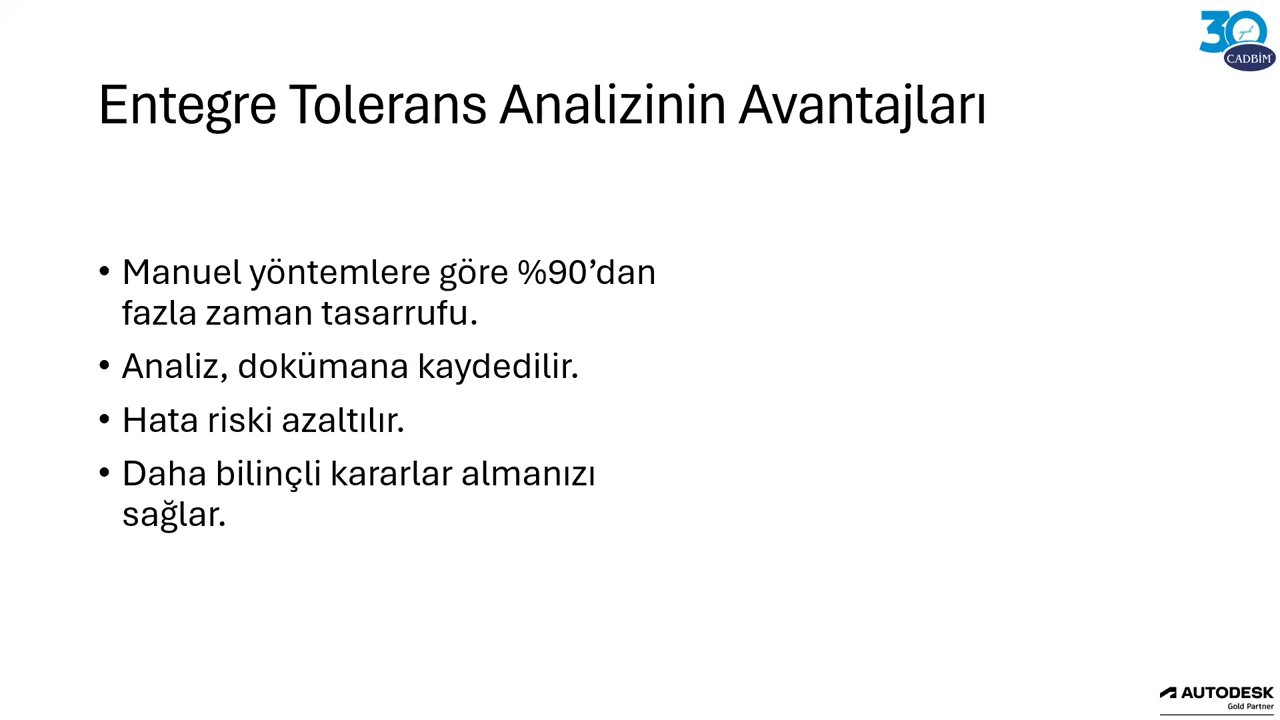 30
yıl
CADBİM
Entegre Tolerans Analizinin Avantajları
• Manuel yöntemlere göre %90’dan
fazla zaman tasarrufu.
• Analiz, dokümana kaydedilir.
• Hata riski azaltılır.
• Daha bilinçli kararlar almanızı
sağlar.
AUTODESK
Gold Partner